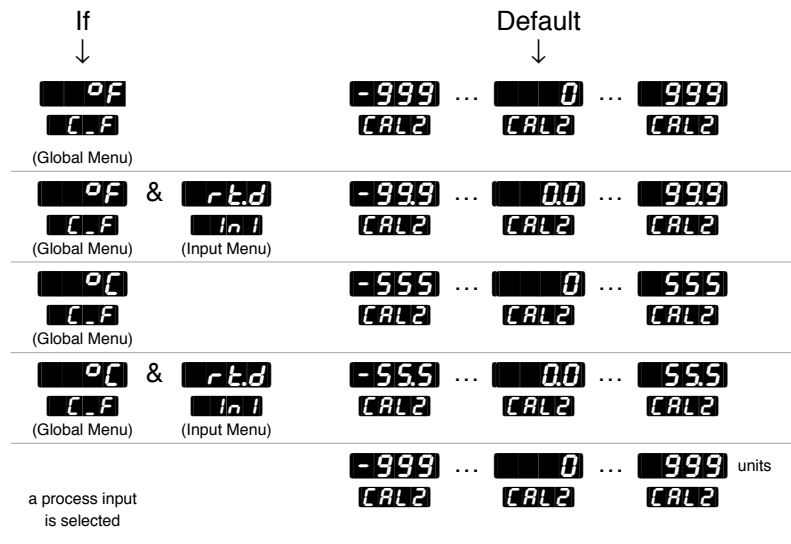 If Default
↓ ↓
°F -999 ... 0 ... 999
C_F CAL2 CAL2 CAL2
(Global Menu)
°F & rt.d -99.9 ... 0.0 ... 99.9
C_F In1 CAL2 CAL2 CAL2
(Global Menu) (Input Menu)
°C -555 ... 0 ... 555
C_F CAL2 CAL2 CAL2
(Global Menu)
°C & rt.d -55.5 ... 0.0 ... 55.5
C_F In1 CAL2 CAL2 CAL2
(Global Menu) (Input Menu)
-999 ... 0 ... 999 units
a process input CAL2 CAL2 CAL2
is selected